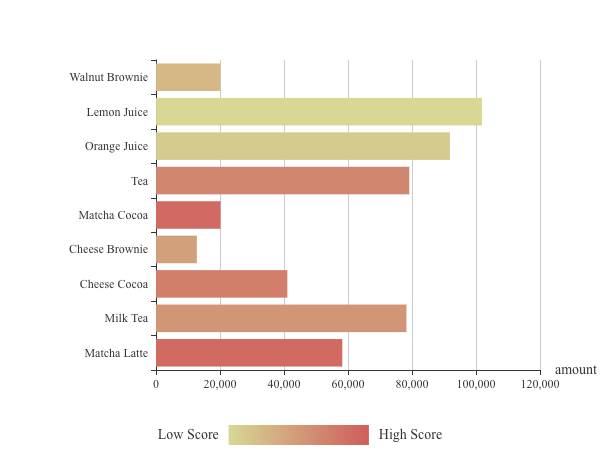 Walnut Brownie
Lemon Juice
Orange Juice
Tea
Matcha Cocoa
Cheese Brownie
Cheese Cocoa
Milk Tea
Matcha Latte
amount
0 20,000 40,000 60,000 80,000 100,000 120,000
Low Score High Score